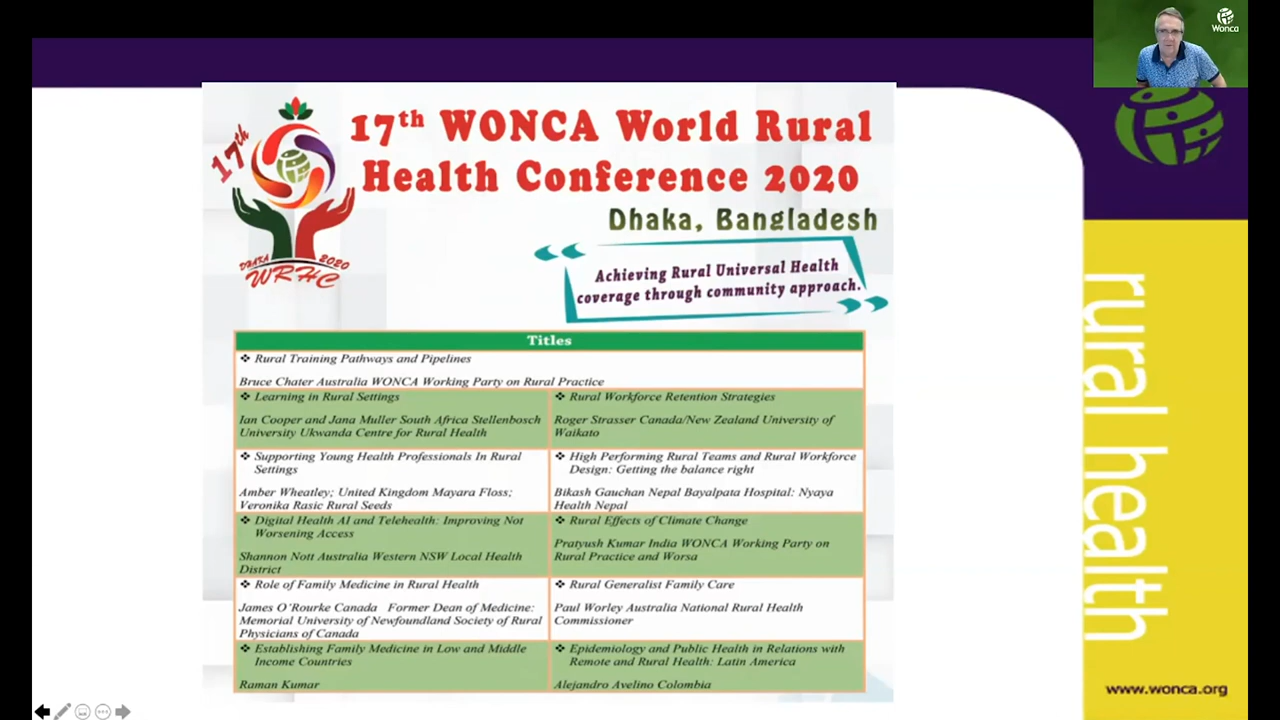 Wonca
17th
17th WONCA World Rural
Health Conference 2020
Dhaka, Bangladesh
DHAKA 2020
WRHC
Achieving Rural Universal Health
coverage through community approach.
Titles
❖ Rural Training Pathways and Pipelines
Bruce Chater Australia WONCA Working Party on Rural Practice
❖ Learning in Rural Settings
Ian Cooper and Jana Muller South Africa Stellenbosch
University Ukwanda Centre for Rural Health
❖ Rural Workforce Retention Strategies
Roger Strasser Canada/New Zealand University of
Waikato
❖ Supporting Young Health Professionals In Rural
Settings
Amber Wheatley; United Kingdom Mayara Floss;
Veronika Rasic Rural Seeds
❖ High Performing Rural Teams and Rural Workforce
Design: Getting the balance right
Bikash Gauchan Nepal Bayalpata Hospital: Nyaya
Health Nepal
❖ Digital Health AI and Telehealth: Improving Not
Worsening Access
Shannon Nott Australia Western NSW Local Health
District
❖ Rural Effects of Climate Change
Pratyush Kumar India WONCA Working Party on
Rural Practice and Worsa
❖ Role of Family Medicine in Rural Health
James O'Rourke Canada Former Dean of Medicine:
Memorial University of Newfoundland Society of Rural
Physicians of Canada
❖ Rural Generalist Family Care
Paul Worley Australia National Rural Health
Commissioner
❖ Establishing Family Medicine in Low and Middle
Income Countries
Raman Kumar
❖ Epidemiology and Public Health in Relations with
Remote and Rural Health: Latin America
Alejandro Avelino Colombia
rural health
www.wonca.org